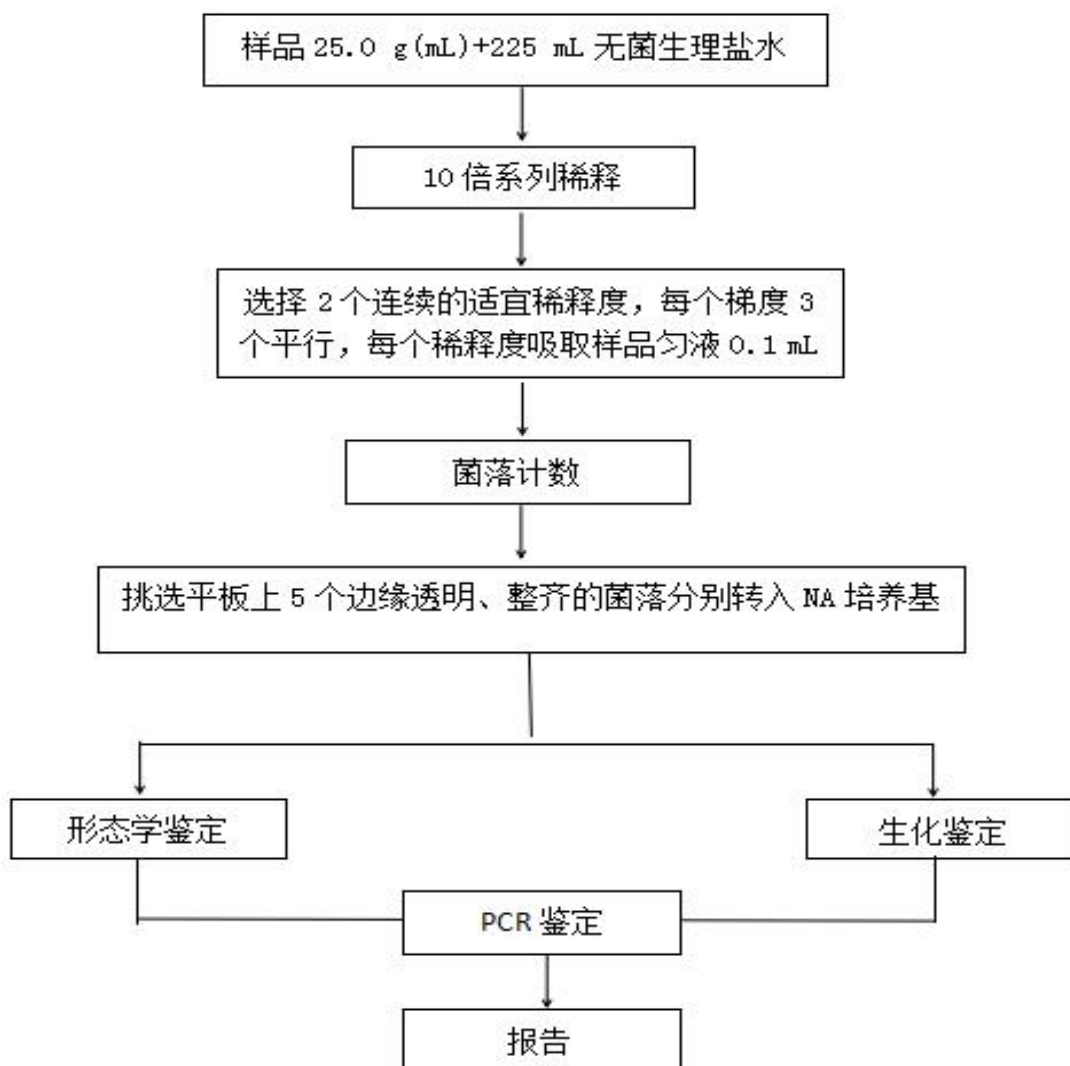 样品 25.0 g(mL)+225 mL 无菌生理盐水
10 倍系列稀释
选择 2 个连续的适宜稀释度，每个梯度 3
个平行，每个稀释度吸取样品匀液 0.1 mL
菌落计数
挑选平板上 5 个边缘透明、整齐的菌落分别转入 NA 培养基
形态学鉴定
生化鉴定
PCR 鉴定
报告